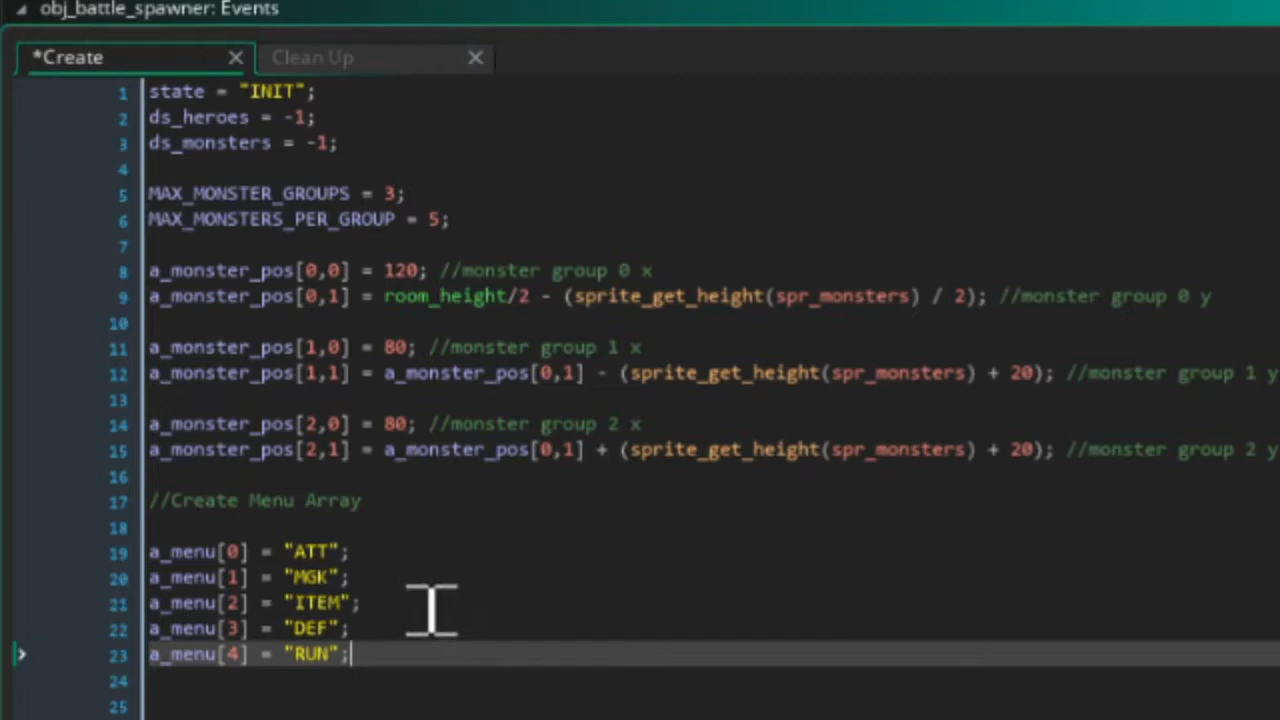 obj_battle_spawner: Events
*Create
Clean Up
1 state = "INIT";
2 ds_heroes = -1;
3 ds_monsters = -1;
4
5 MAX_MONSTER_GROUPS = 3;
6 MAX_MONSTERS_PER_GROUP = 5;
7
8 a_monster_pos[0,0] = 120; //monster group 0 x
9 a_monster_pos[0,1] = room_height/2 - (sprite_get_height(spr_monsters) / 2); //monster group 0 y
10
11 a_monster_pos[1,0] = 80; //monster group 1 x
12 a_monster_pos[1,1] = a_monster_pos[0,1] - (sprite_get_height(spr_monsters) + 20); //monster group 1 y
13
14 a_monster_pos[2,0] = 80; //monster group 2 x
15 a_monster_pos[2,1] = a_monster_pos[0,1] + (sprite_get_height(spr_monsters) + 20); //monster group 2 y
16
17 //Create Menu Array
18
19 a_menu[0] = "ATT";
20 a_menu[1] = "MGK";
21 a_menu[2] = "ITEM";
22 a_menu[3] = "DEF";
23 a_menu[4] = "RUN";
24
25